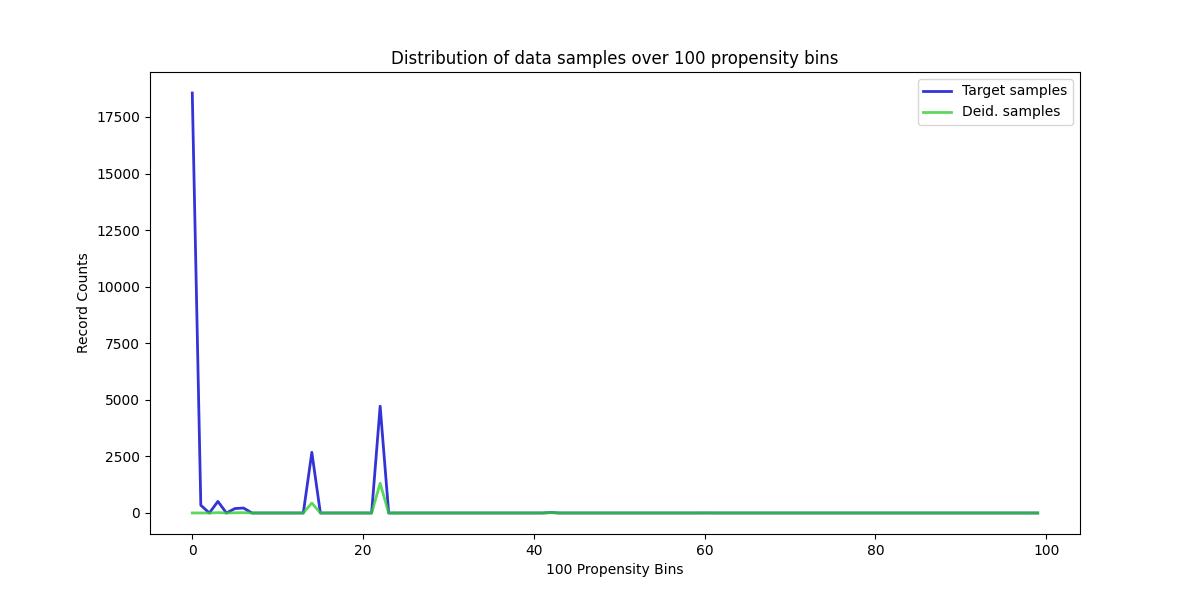 Distribution of data samples over 100 propensity bins
Target samples
Deid. samples
17500
15000
12500
10000
7500
5000
2500
0
Record Counts
0 20 40 60 80 100
100 Propensity Bins